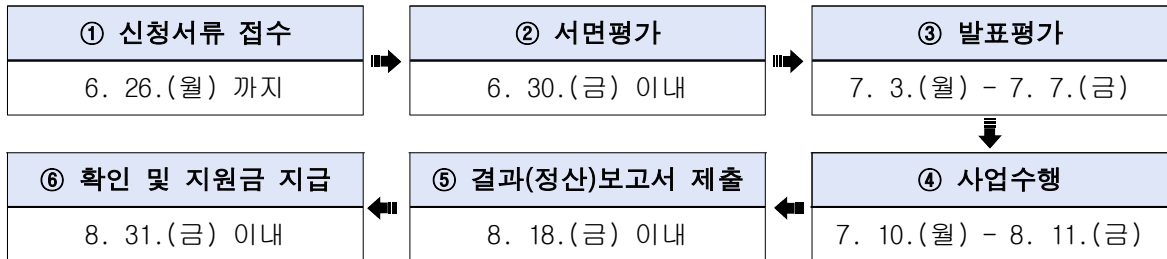 ① 신청서류 접수
6. 26.(월) 까지
② 서면평가
6. 30.(금) 이내
③ 발표평가
7. 3.(월) - 7. 7.(금)
④ 사업수행
7. 10.(월) - 8. 11.(금)
⑤ 결과(정산)보고서 제출
8. 18.(금) 이내
⑥ 확인 및 지원금 지급
8. 31.(금) 이내